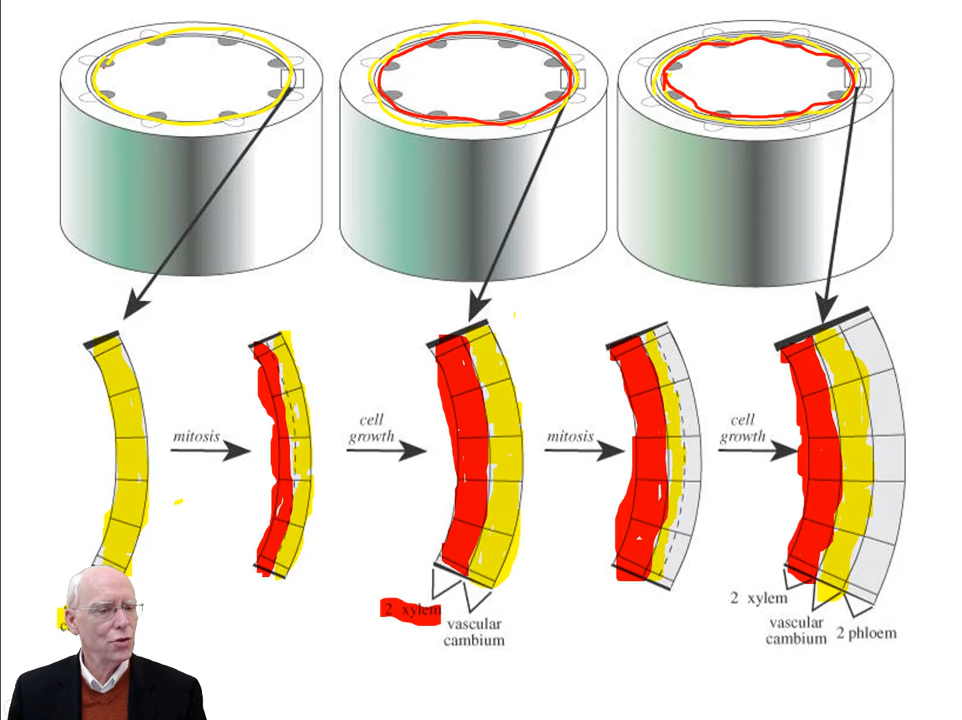 mitosis
cell
growth
mitosis
cell
growth
2 xylem
vascular
cambium
2 xylem
vascular
cambium
2 phloem